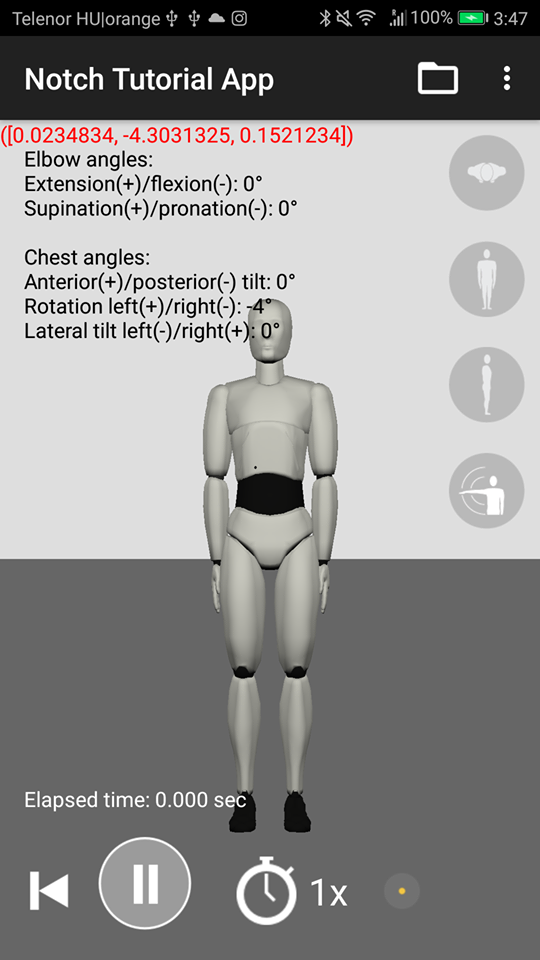 Telenor HU|orange 100% 3:47
Notch Tutorial App
([0.0234834, -4.3031325, 0.1521234])
Elbow angles:
Extension(+)/flexion(-): 0°
Supination(+)/pronation(-): 0°
Chest angles:
Anterior(+)/posterior(-) tilt: 0°
Rotation left(+)/right(-): -4°
Lateral tilt left(-)/right(+): 0°
Elapsed time: 0.000 sec
1x